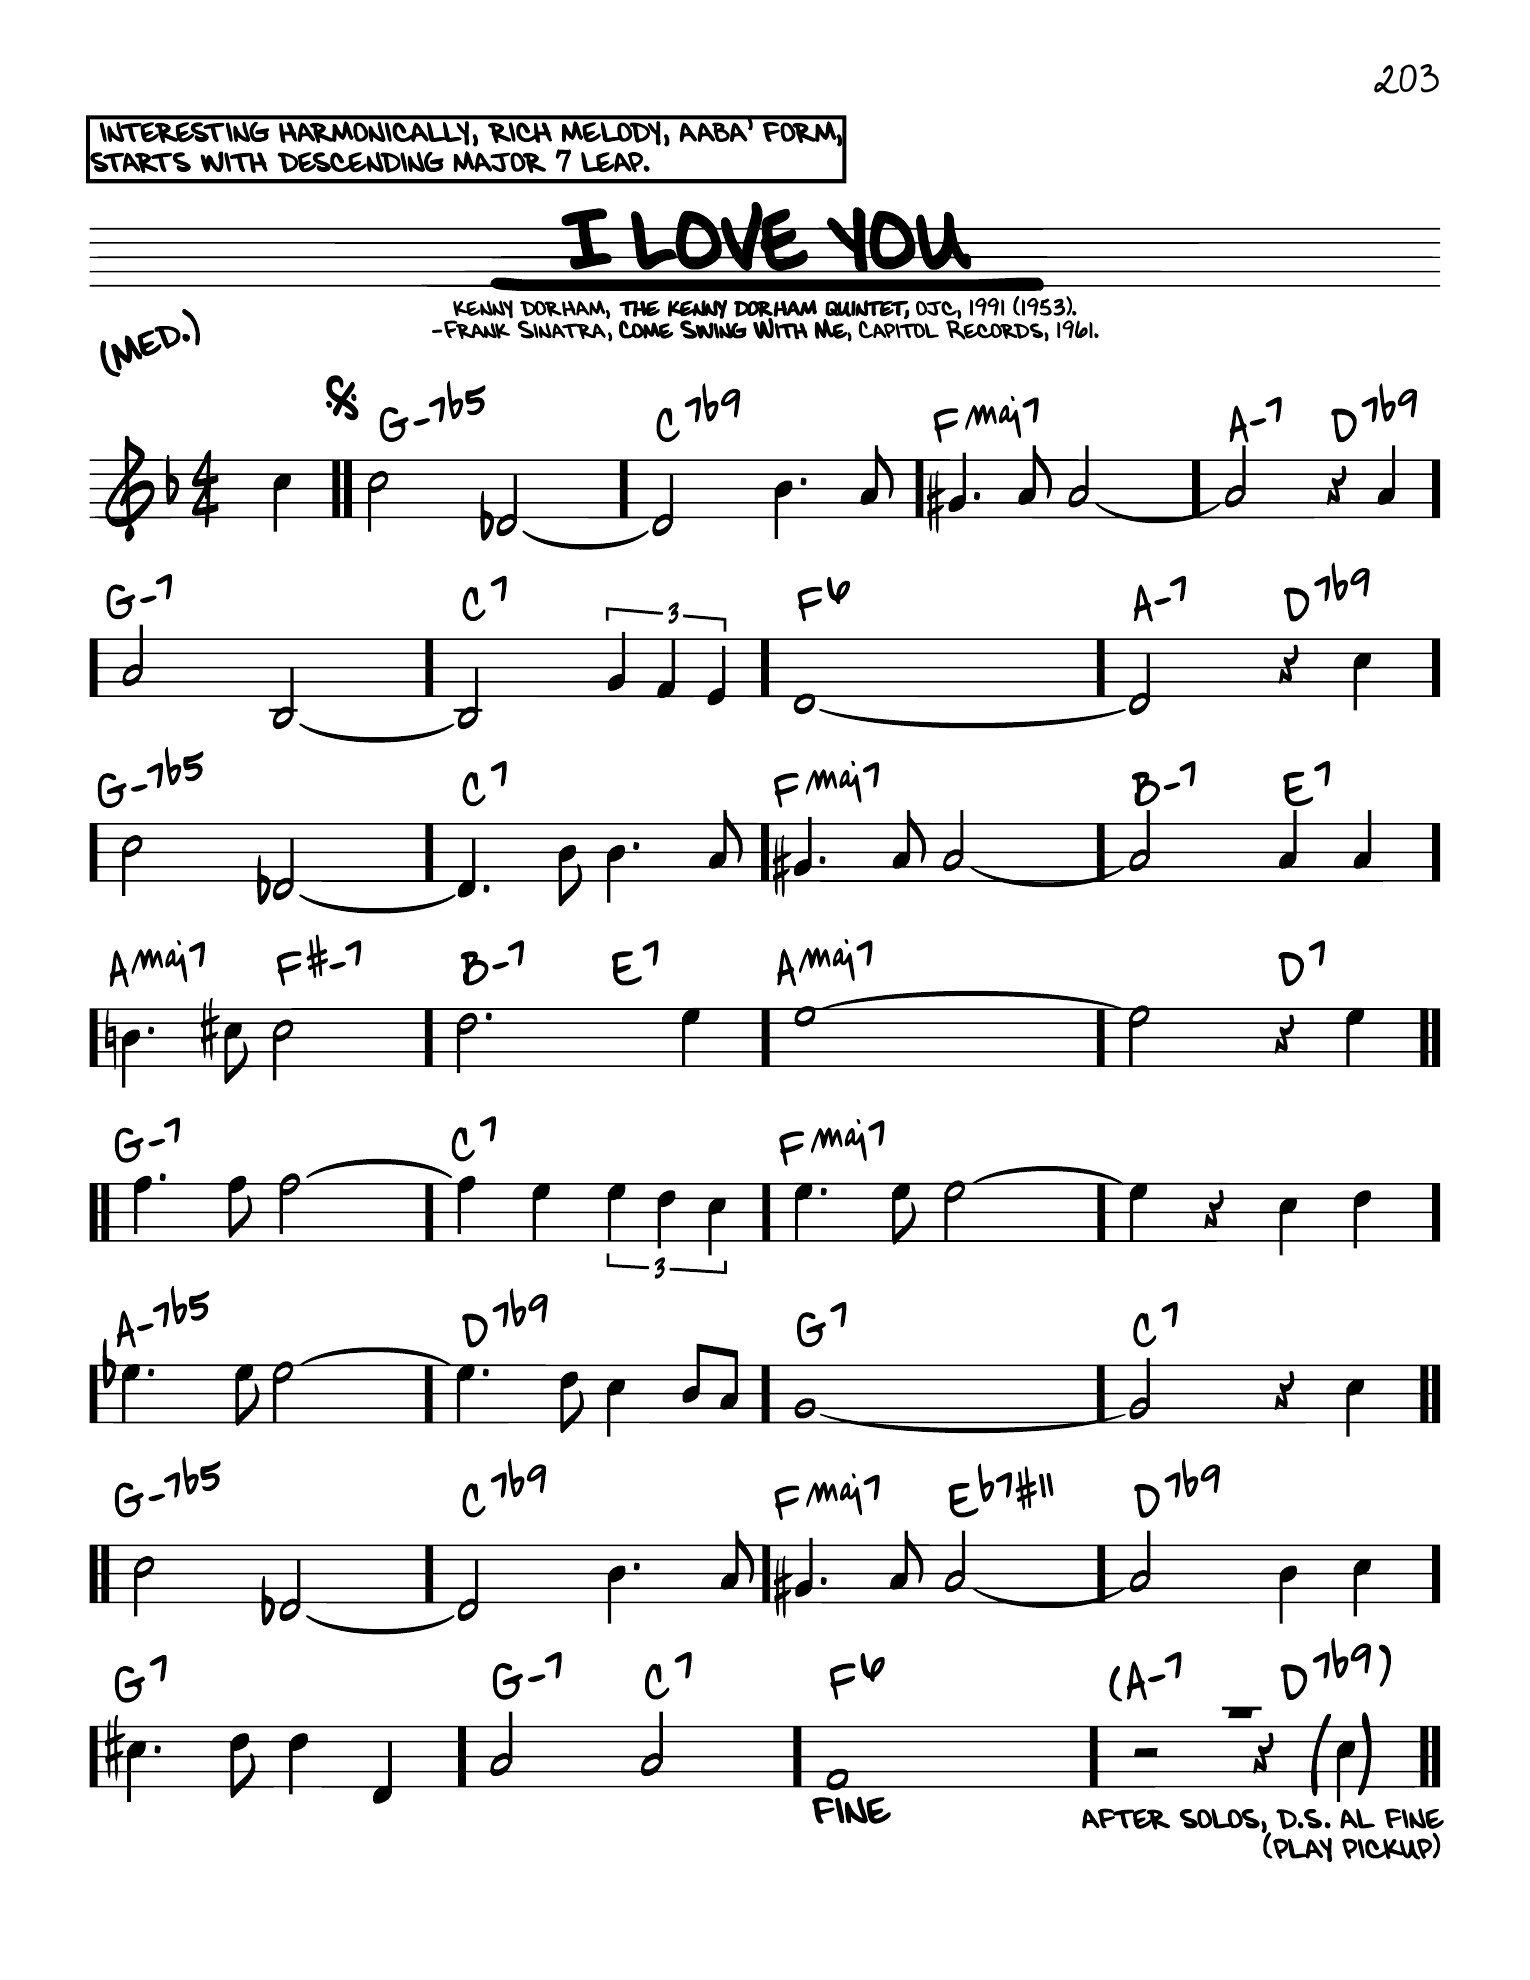 203
INTERESTING HARMONICALLY, RICH MELODY, AABA' FORM,
STARTS WITH DESCENDING MAJOR 7 LEAP.
I LOVE YOU
KENNY DORHAM, THE KENNY DORHAM QUINTET, OJC, 1991 (1953).
-FRANK SINATRA, COME SWING WITH ME, CAPITOL RECORDS, 1961.
(MED.)
G-7b5 C7b9 Fmaj7 A-7 D7b9
4
4
G-7 C7 F6 A-7 D7b9
3
G-7b5 C7 Fmaj7 B-7 E7
Amaj7 F#-7 B-7 E7 Amaj7 D7
G-7 C7 Fmaj7
3
A-7b5 D7b9 G7 C7
G-7b5 C7b9 Fmaj7 Eb7#11 D7b9
G7 G-7 C7 F6 (A-7 D7b9)
FINE
AFTER SOLOS, D.S. AL FINE
(PLAY PICKUP)